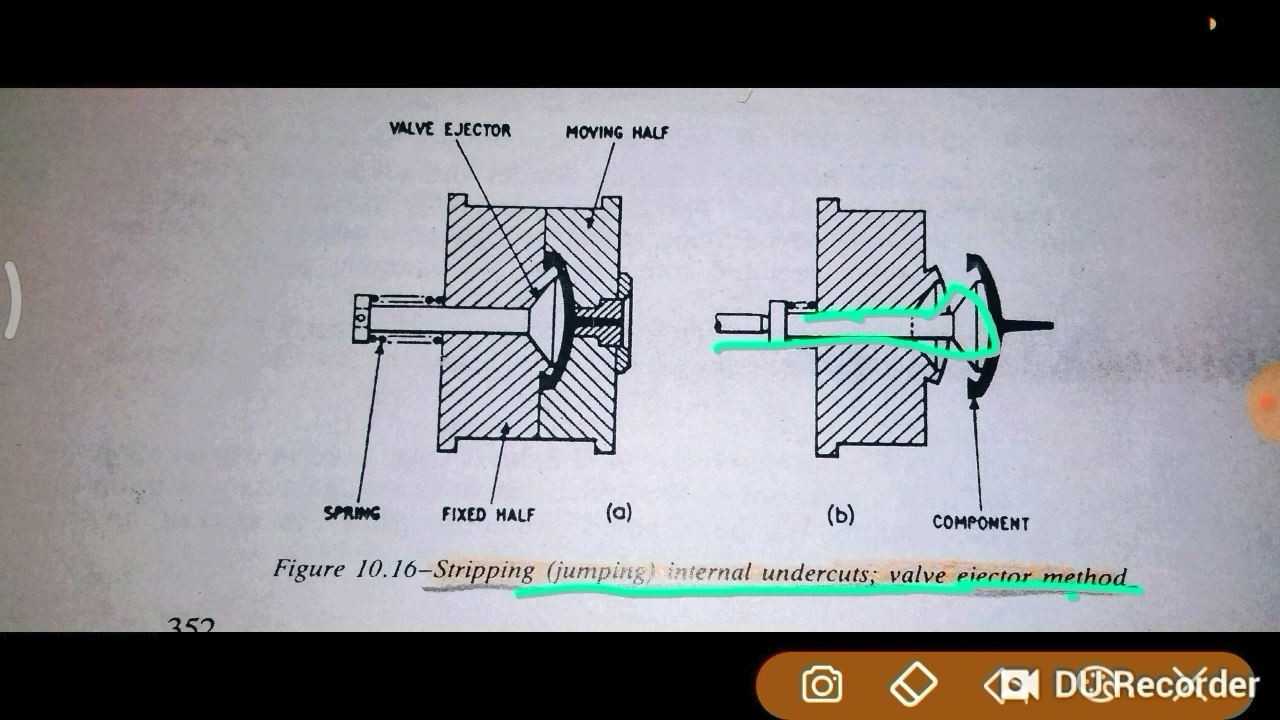 VALVE EJECTOR
MOVING HALF
SPRING
FIXED HALF
(a)
(b)
COMPONENT
Figure 10.16–Stripping (jumping) internal undercuts; valve ejector method
352
DU Recorder